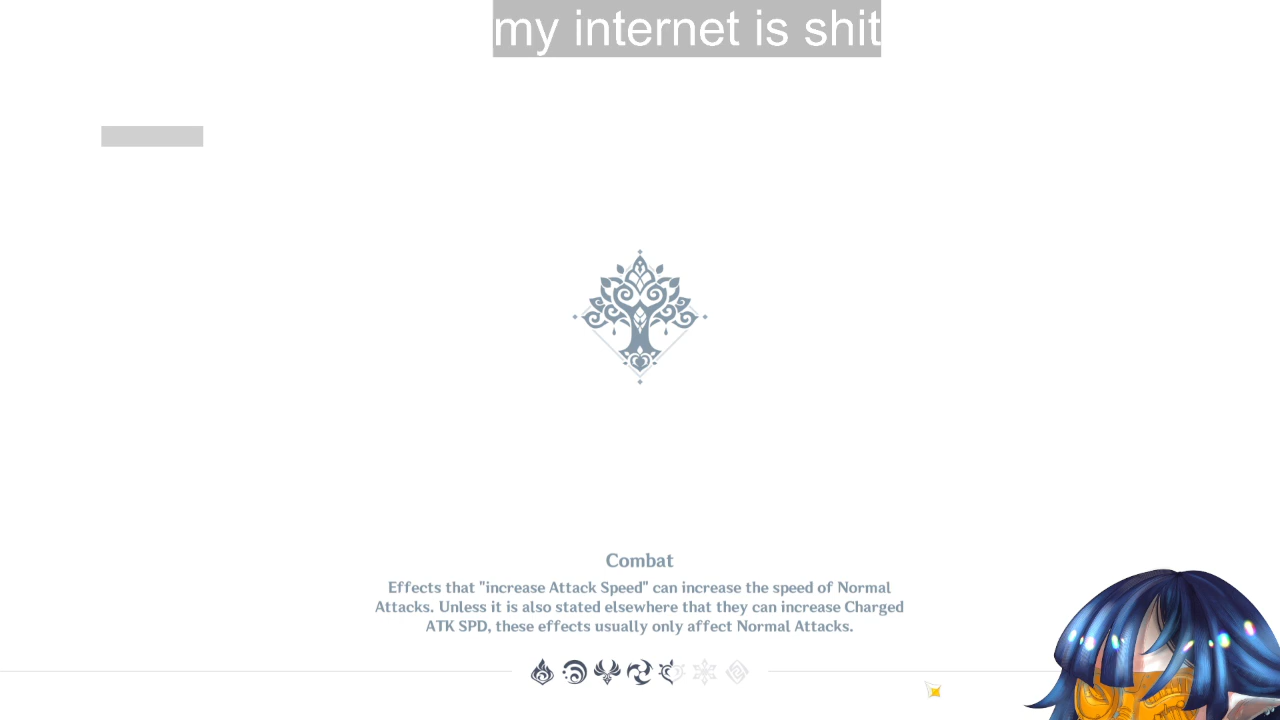 my internet is shit
Combat
Effects that "increase Attack Speed" can increase the speed of Normal
Attacks. Unless it is also stated elsewhere that they can increase Charged
ATK SPD, these effects usually only affect Normal Attacks.